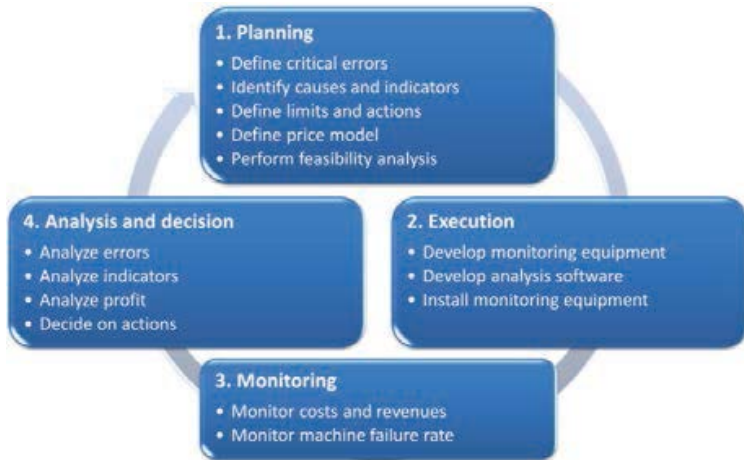 1. Planning
• Define critical errors
• Identify causes and indicators
• Define limits and actions
• Define price model
• Perform feasibility analysis
2. Execution
• Develop monitoring equipment
• Develop analysis software
• Install monitoring equipment
3. Monitoring
• Monitor costs and revenues
• Monitor machine failure rate
4. Analysis and decision
• Analyze errors
• Analyze indicators
• Analyze profit
• Decide on actions